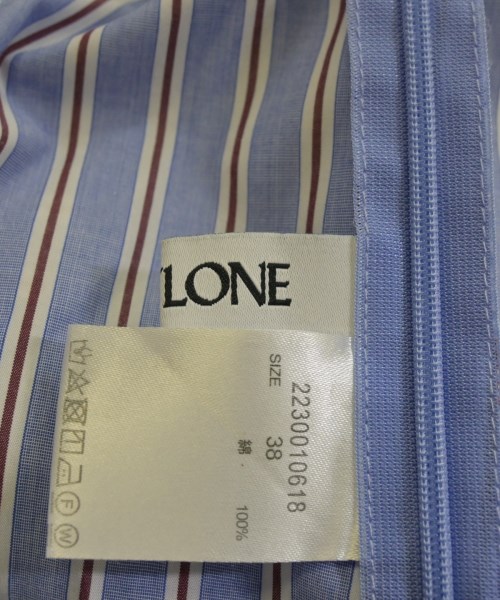 LONE
2230010618
SIZE 38
綿 100%
F
W